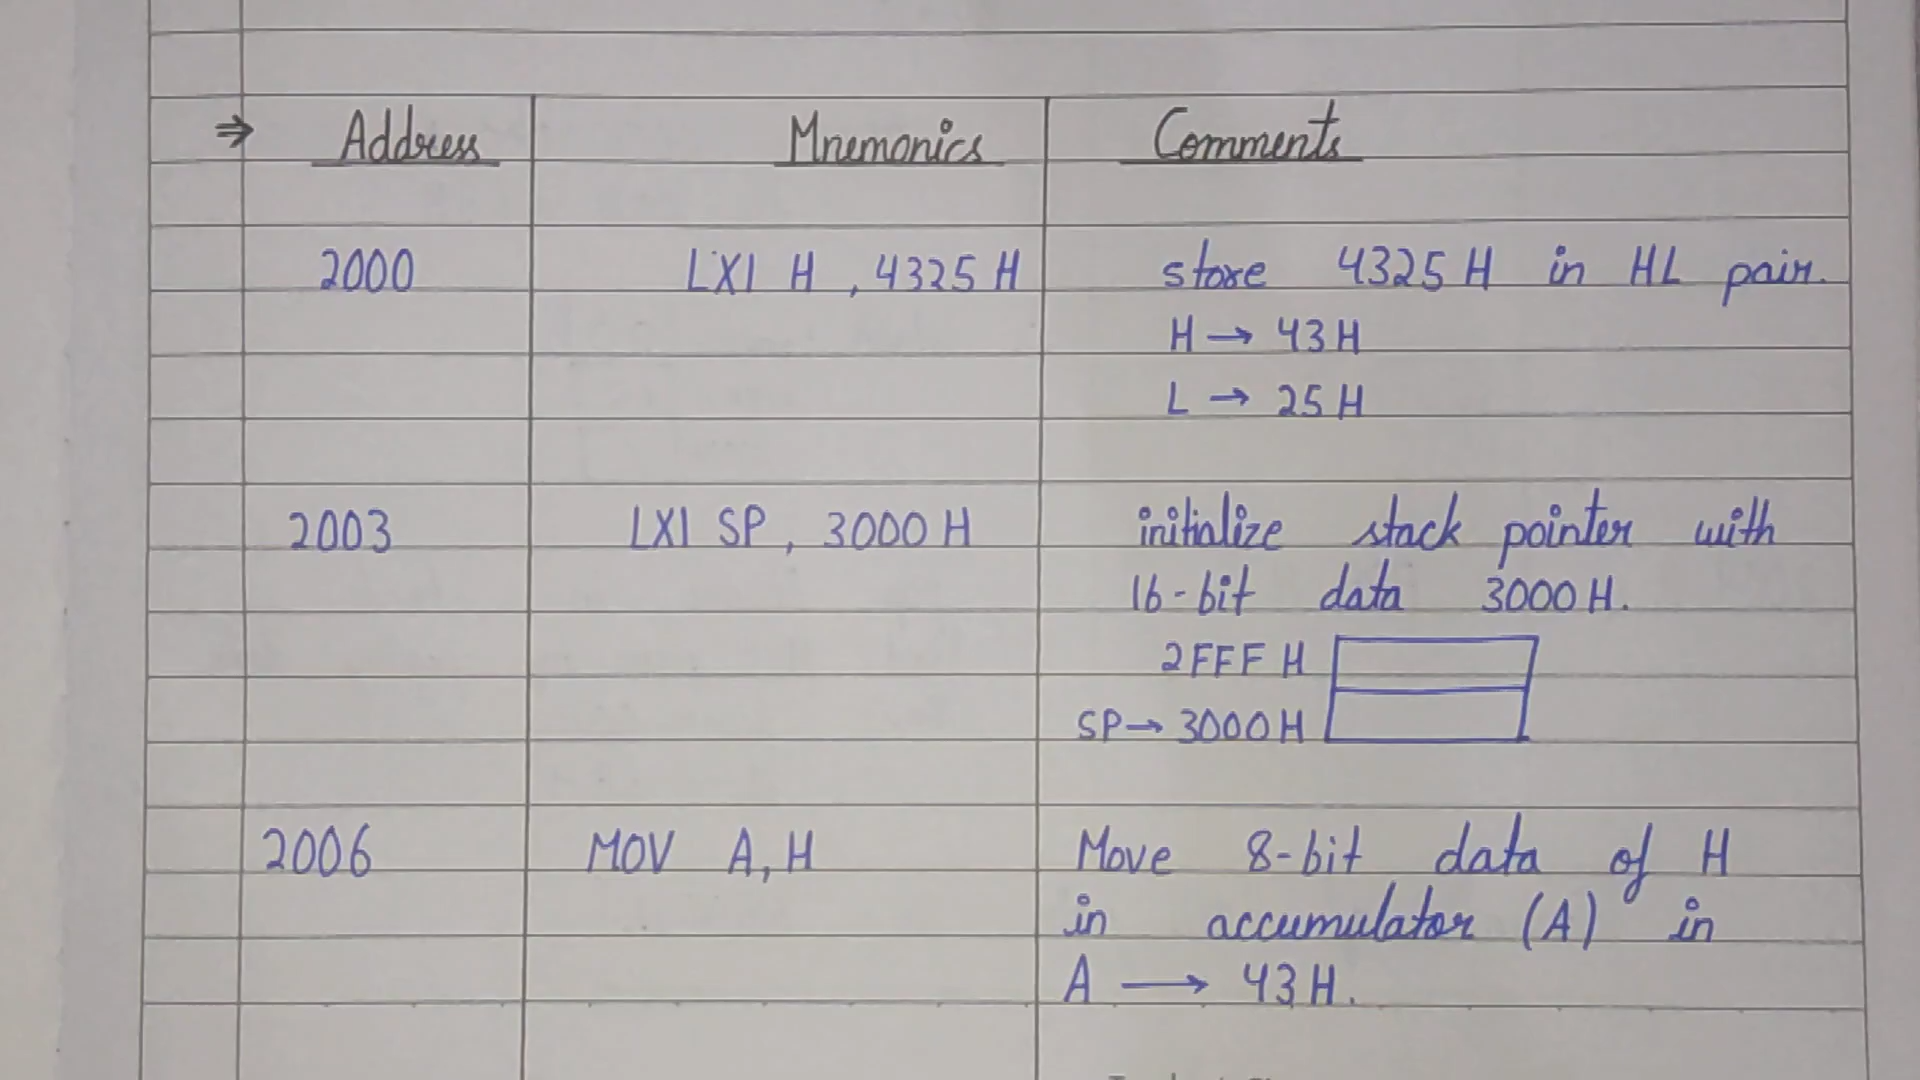 ⇒ Address Mnemonics Comments
2000 LXI H, 4325 H store 4325 H in HL pair.
H → 43 H
L → 25 H
2003 LXI SP, 3000 H initialize stack pointer with
16-bit data 3000 H.
2FFF H
SP → 3000 H
2006 MOV A, H Move 8-bit data of H
in accumulator (A) in
A → 43 H.